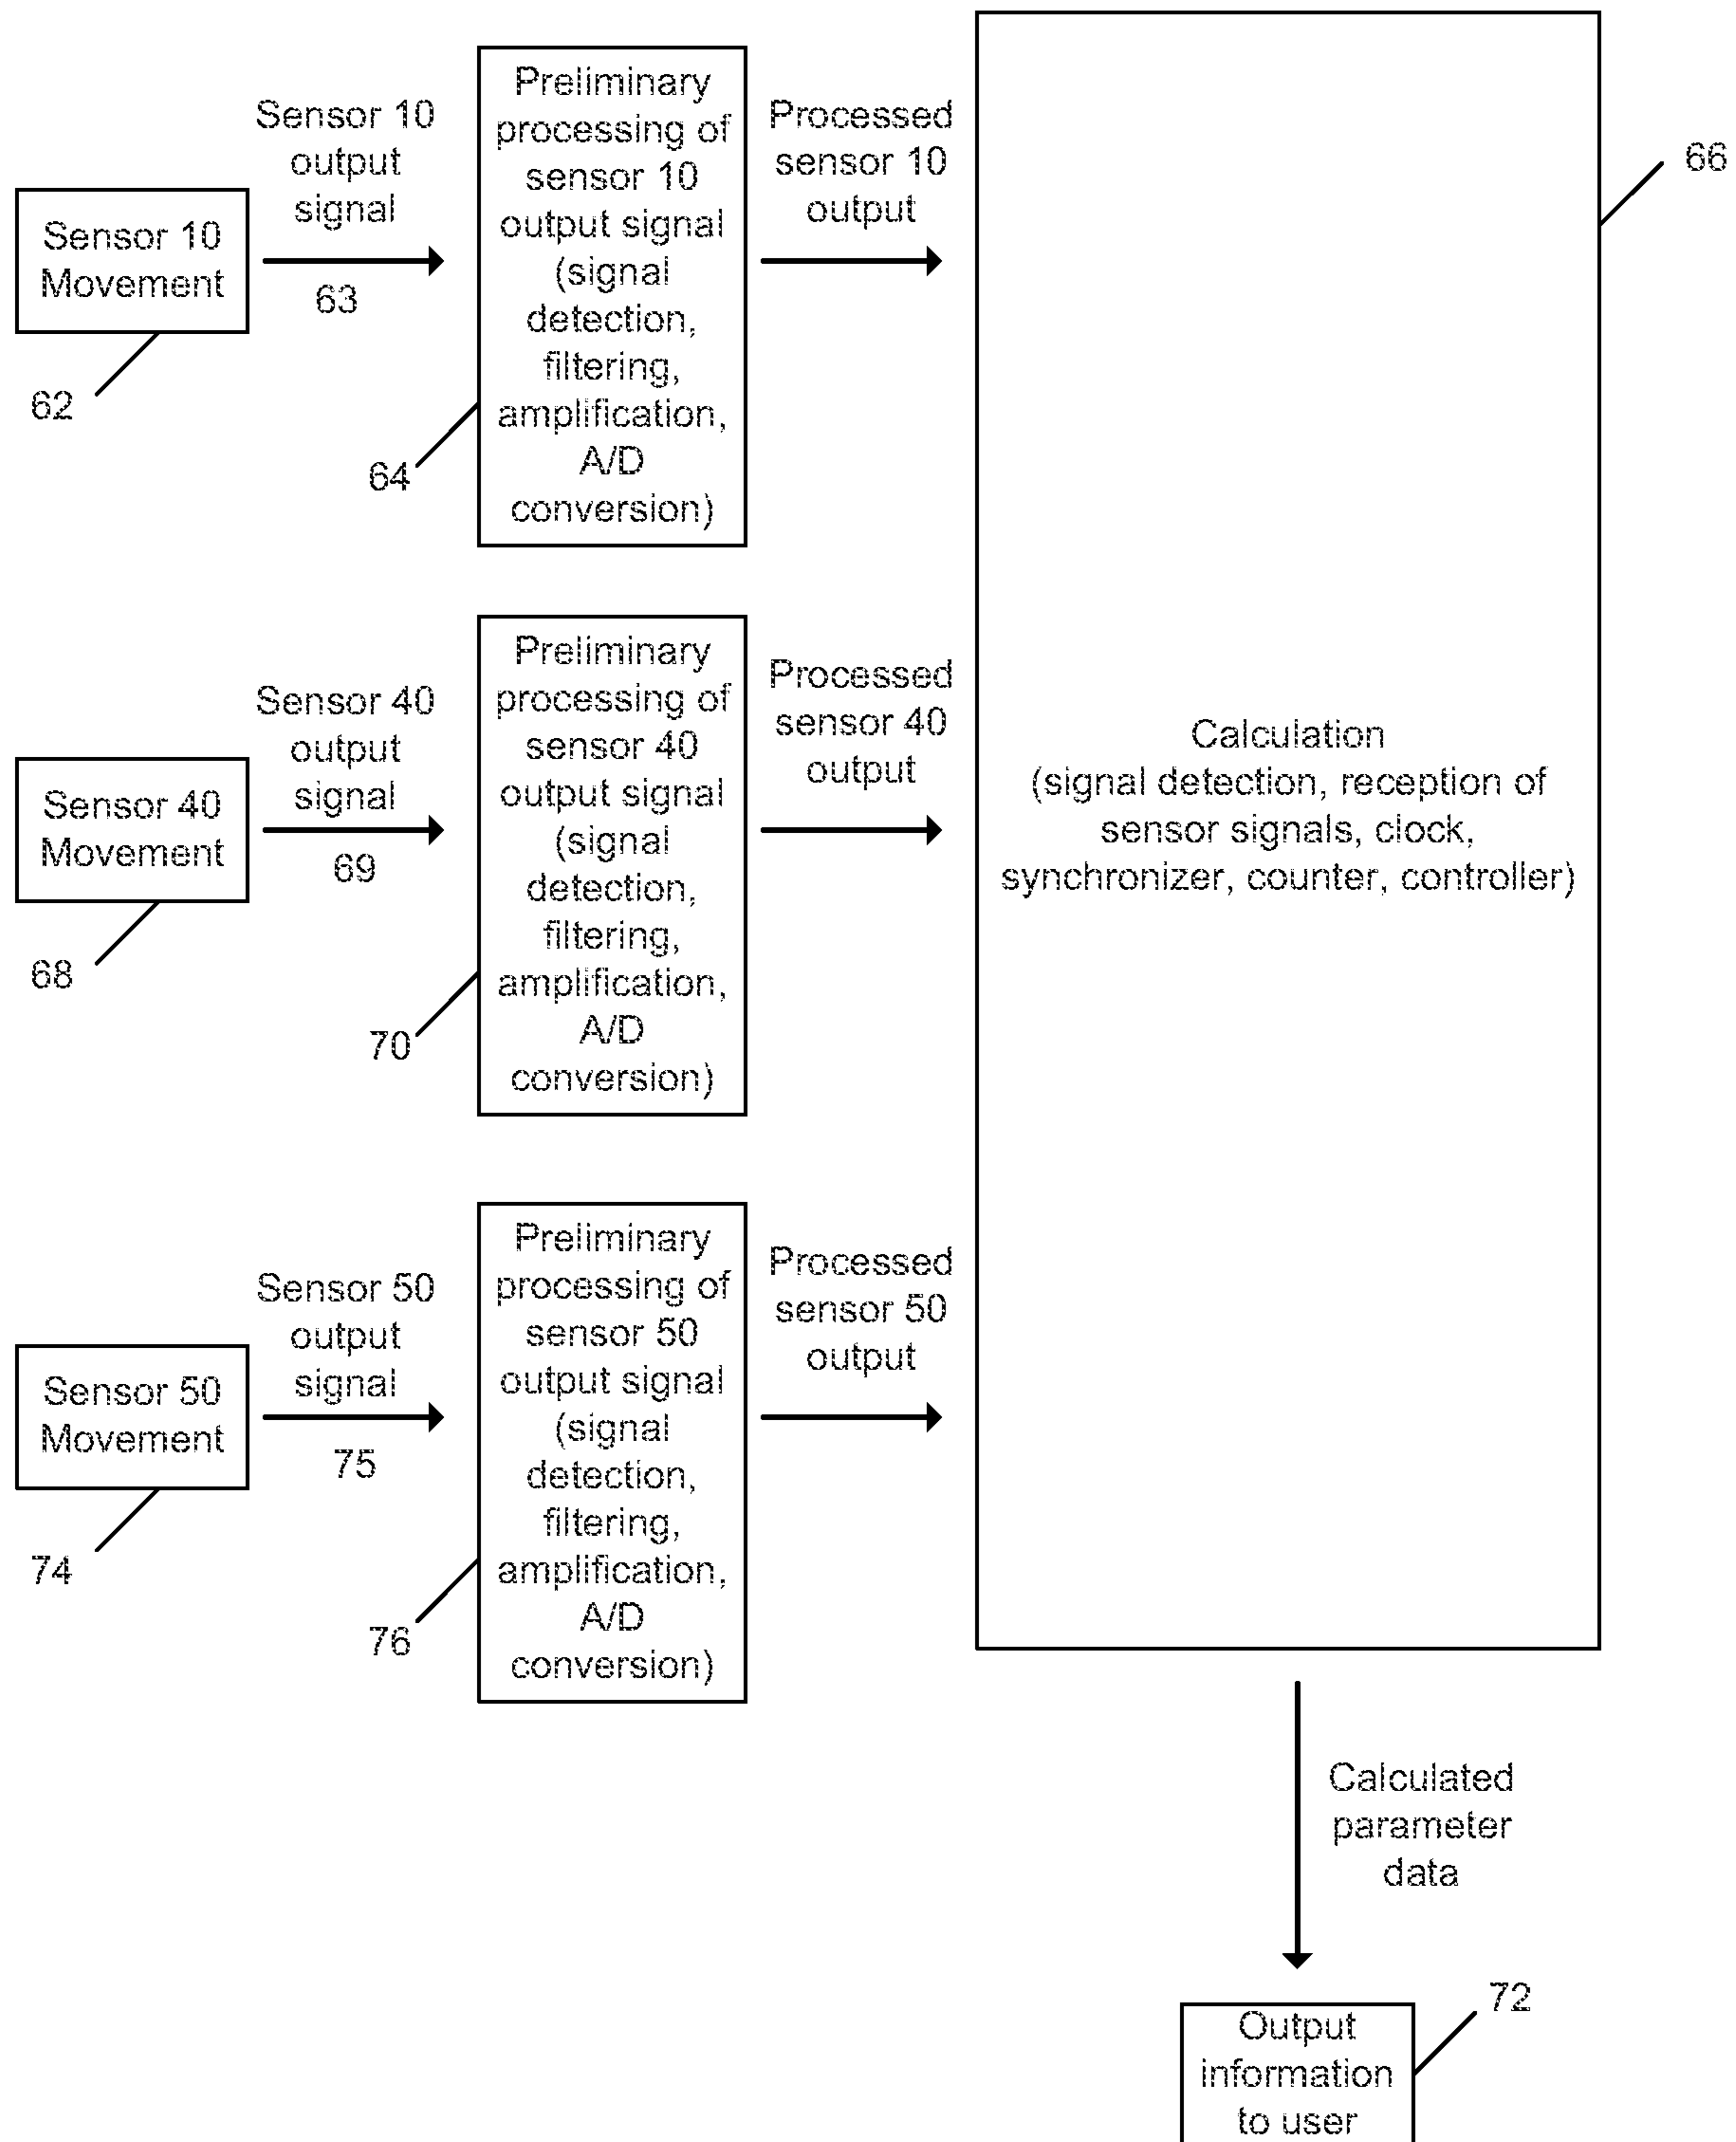 Sensor 10
Movement
62
Sensor 10
output
signal
63
Preliminary
processing of
sensor 10
output signal
(signal
detection,
filtering,
amplification,
A/D
conversion)
64
Processed
sensor 10
output
66
Sensor 40
Movement
68
Sensor 40
output
signal
69
Preliminary
processing of
sensor 40
output signal
(signal
detection,
filtering,
amplification,
A/D
conversion)
70
Processed
sensor 40
output
Calculation
(signal detection, reception of
sensor signals, clock,
synchronizer, counter, controller)
Sensor 50
Movement
74
Sensor 50
output
signal
75
Preliminary
processing of
sensor 50
output signal
(signal
detection,
filtering,
amplification,
A/D
conversion)
76
Processed
sensor 50
output
Calculated
parameter
data
72
Output
information
to user